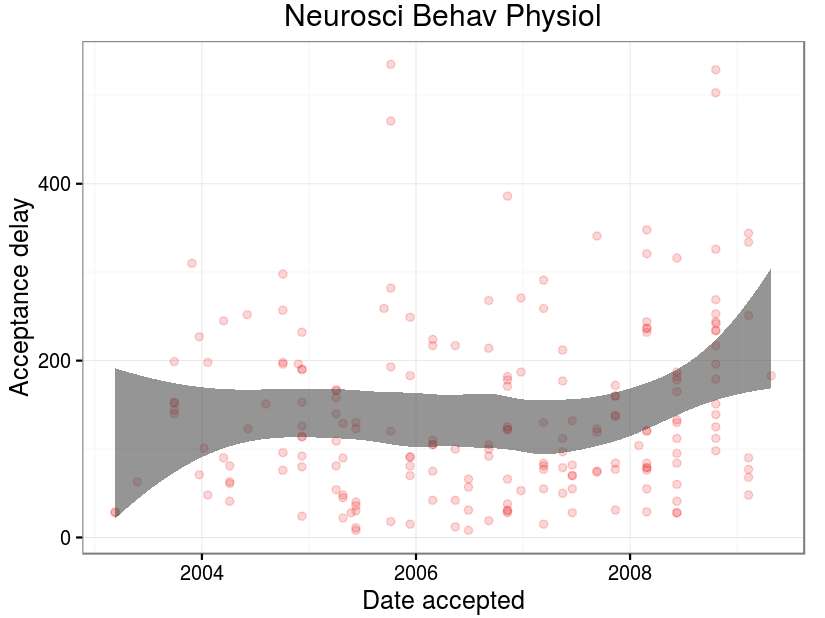 Neurosci Behav Physiol
Acceptance delay
400
200
0
2004 2006 2008
Date accepted